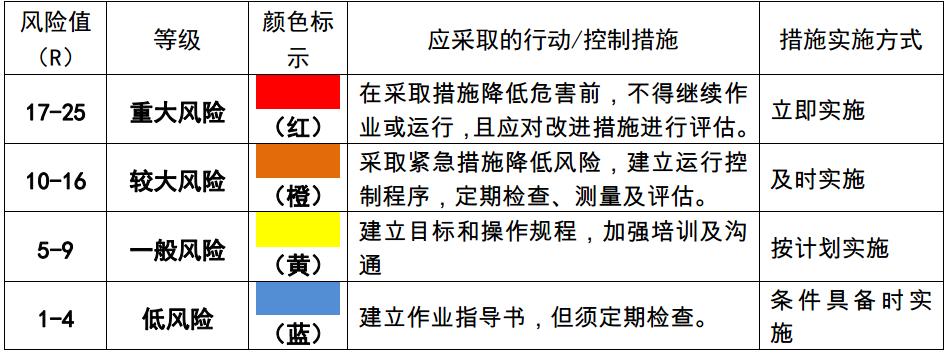 风险值
（R）
等级
颜色标
示
应采取的行动/控制措施
措施实施方式
17-25
重大风险
（红）
在采取措施降低危害前，不得继续作
业或运行，且应对改进措施进行评估。
立即实施
10-16
较大风险
（橙）
采取紧急措施降低风险，建立运行控
制程序，定期检查、测量及评估。
及时实施
5-9
一般风险
（黄）
建立目标和操作规程，加强培训及沟
通
按计划实施
1-4
低风险
（蓝）
建立作业指导书，但须定期检查。
条件具备时实
施